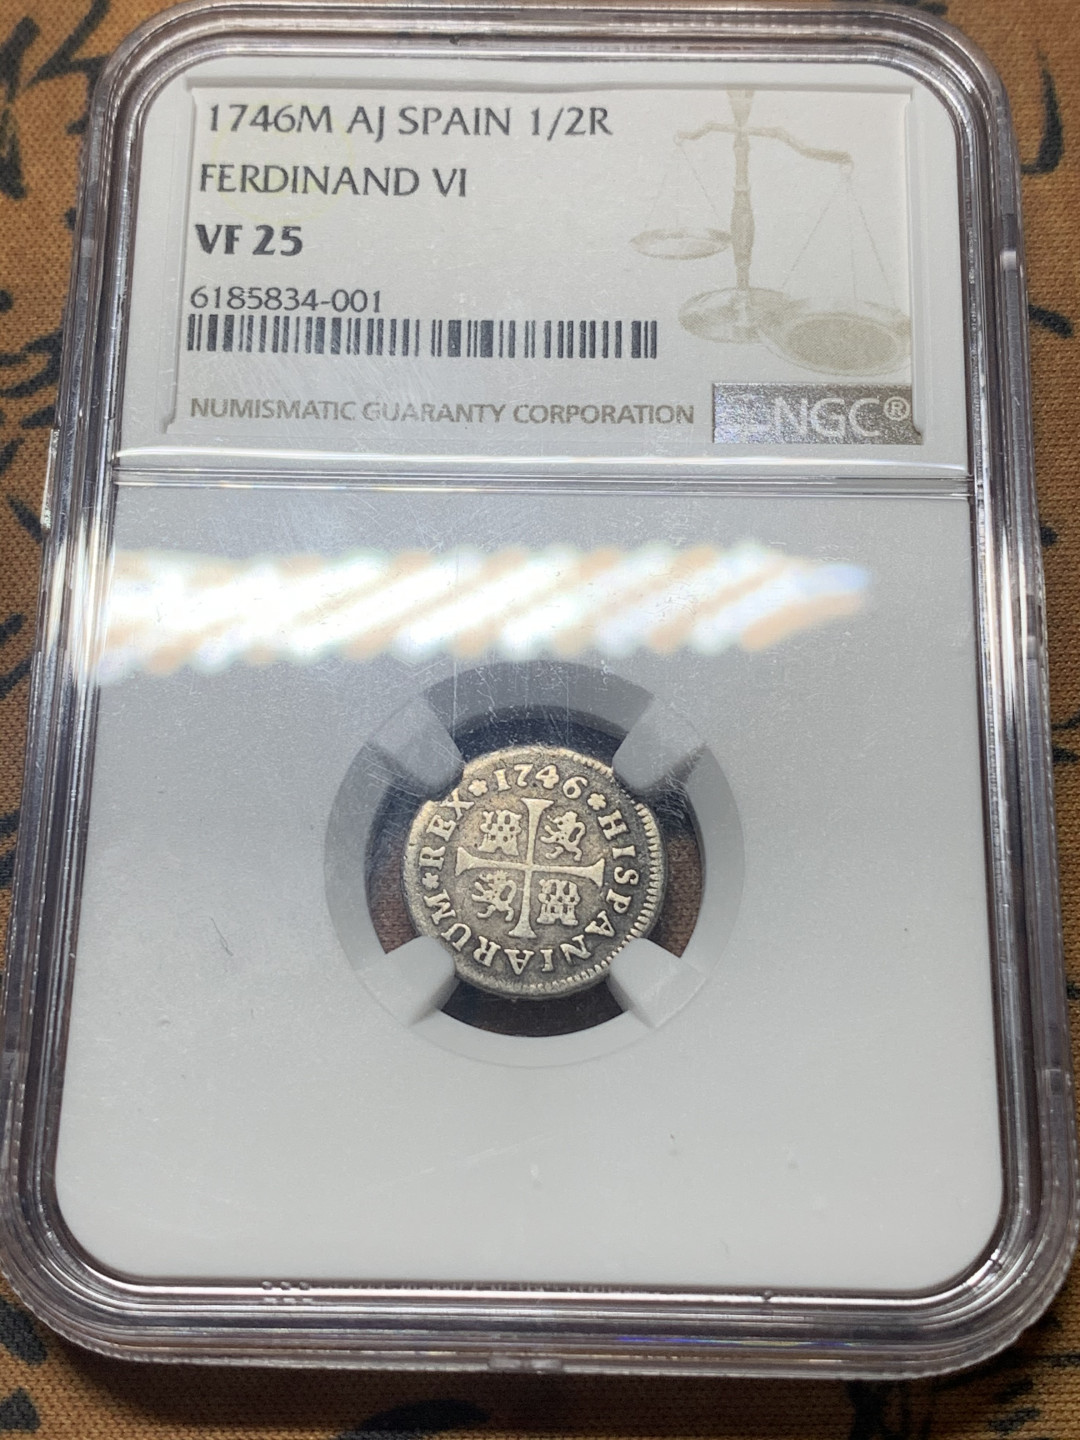 1746M AJ SPAIN 1/2R
FERDINAND VI
VF 25
6185834-001
NUMISMATIC GUARANTY CORPORATION
NGC®
*1746*HISPANIARUM*REX